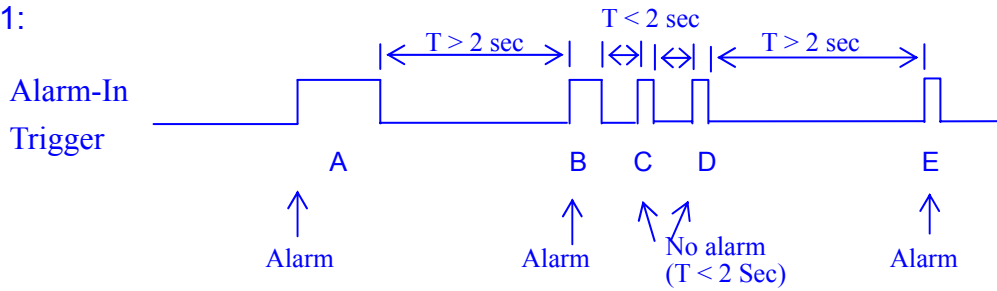 1:
T < 2 sec
T > 2 sec
T > 2 sec
Alarm-In
Trigger
A
B
C
D
E
Alarm
Alarm
No alarm
(T < 2 Sec)
Alarm